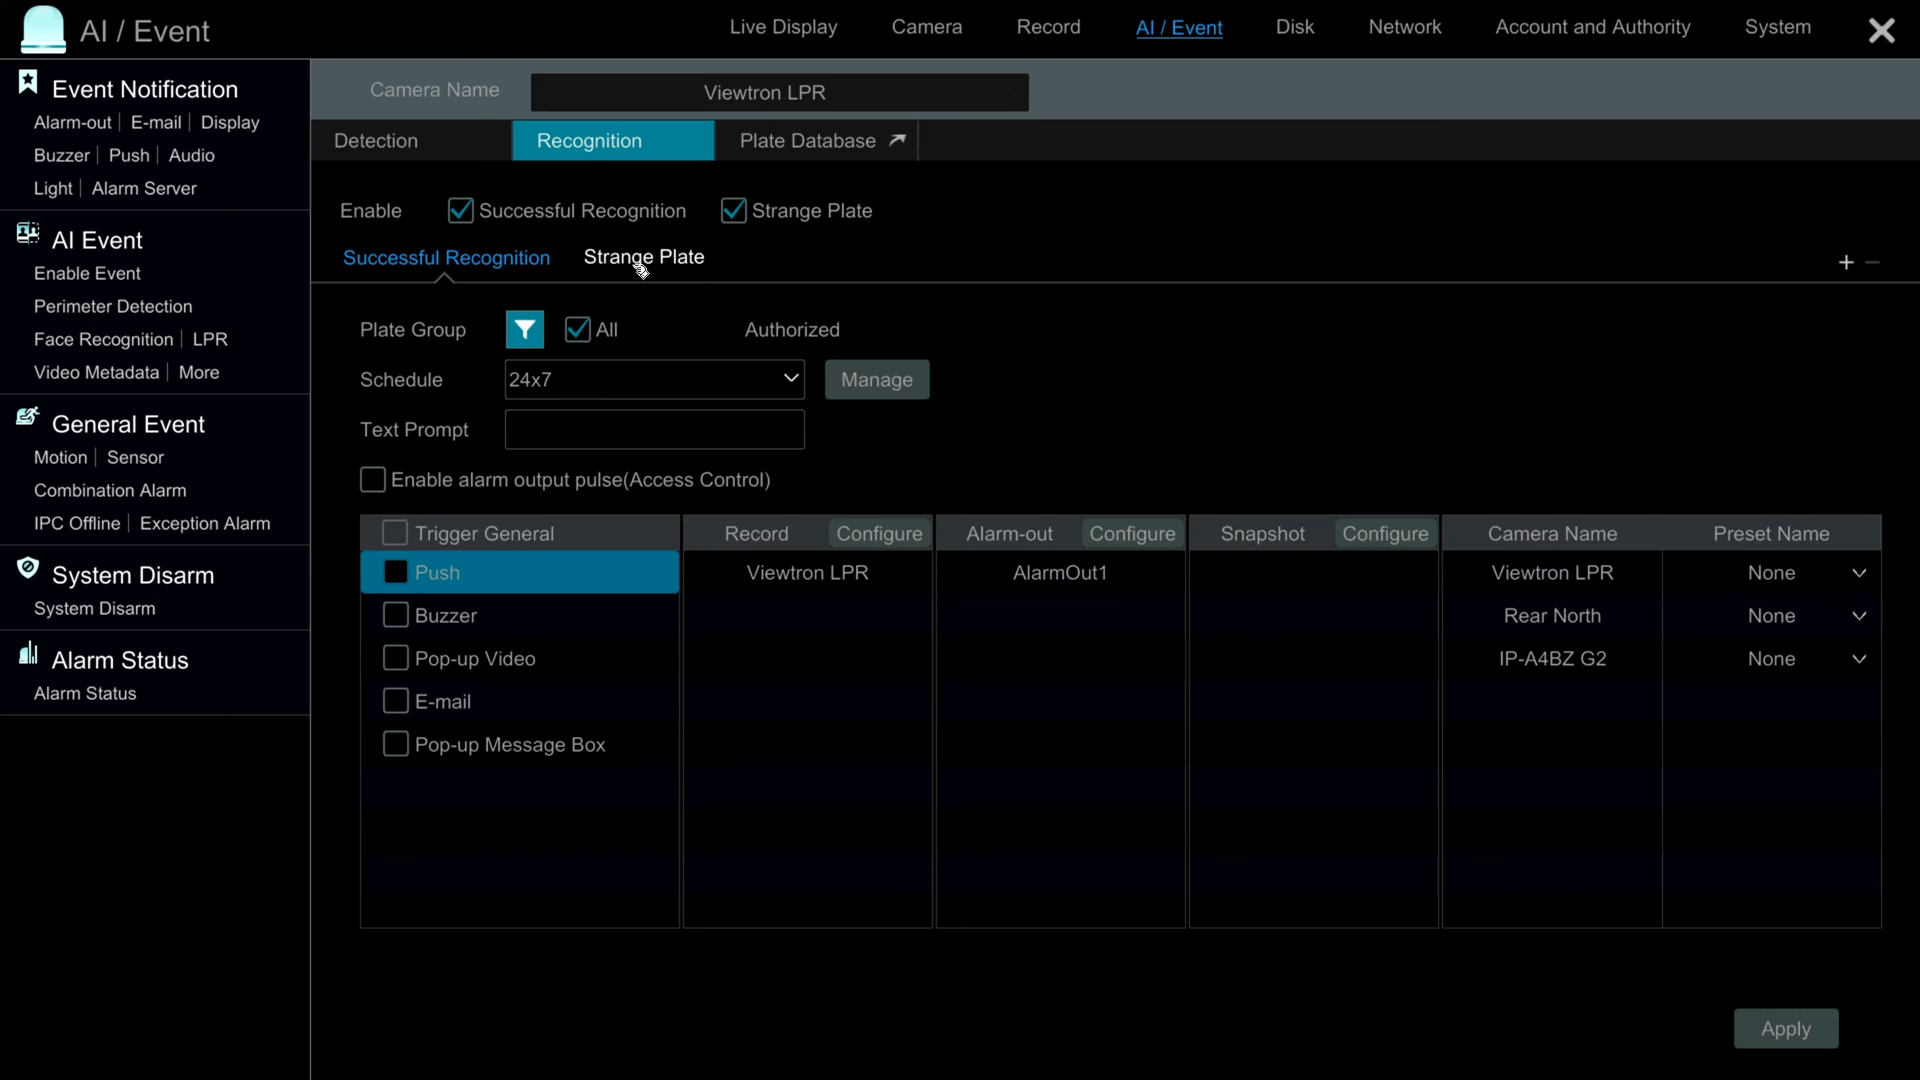 AI / Event
Live Display Camera Record AI / Event Disk Network Account and Authority System
Event Notification
Alarm-out | E-mail | Display
Buzzer | Push | Audio
Light | Alarm Server
AI Event
Enable Event
Perimeter Detection
Face Recognition | LPR
Video Metadata | More
General Event
Motion | Sensor
Combination Alarm
IPC Offline | Exception Alarm
System Disarm
System Disarm
Alarm Status
Alarm Status
Camera Name Viewtron LPR
Detection Recognition Plate Database
Enable Successful Recognition Strange Plate
Successful Recognition Strange Plate + −
Plate Group All Authorized
Schedule 24x7 Manage
Text Prompt
Enable alarm output pulse(Access Control)
Trigger General Record Configure Alarm-out Configure Snapshot Configure Camera Name Preset Name
Push Viewtron LPR AlarmOut1 Viewtron LPR None
Buzzer Rear North None
Pop-up Video IP-A4BZ G2 None
E-mail
Pop-up Message Box
Apply